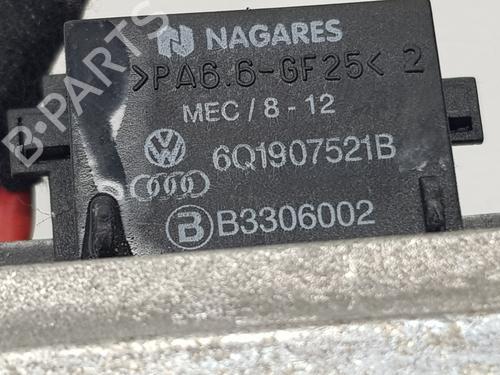 NAGARES
>PA6.6-GF25< 2
MEC/8-12
6Q1907521B
B B3306002
B-PARTS